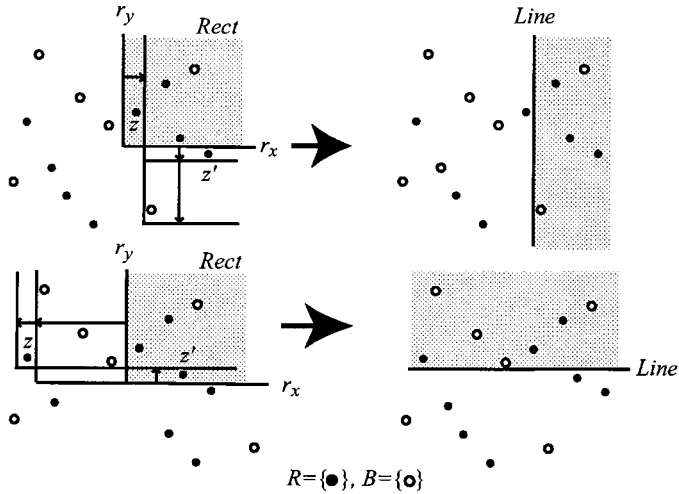 r_y
Rect
Line
z
r_x
z'
r_y
Rect
z
z'
r_x
Line
R={●}, B={○}